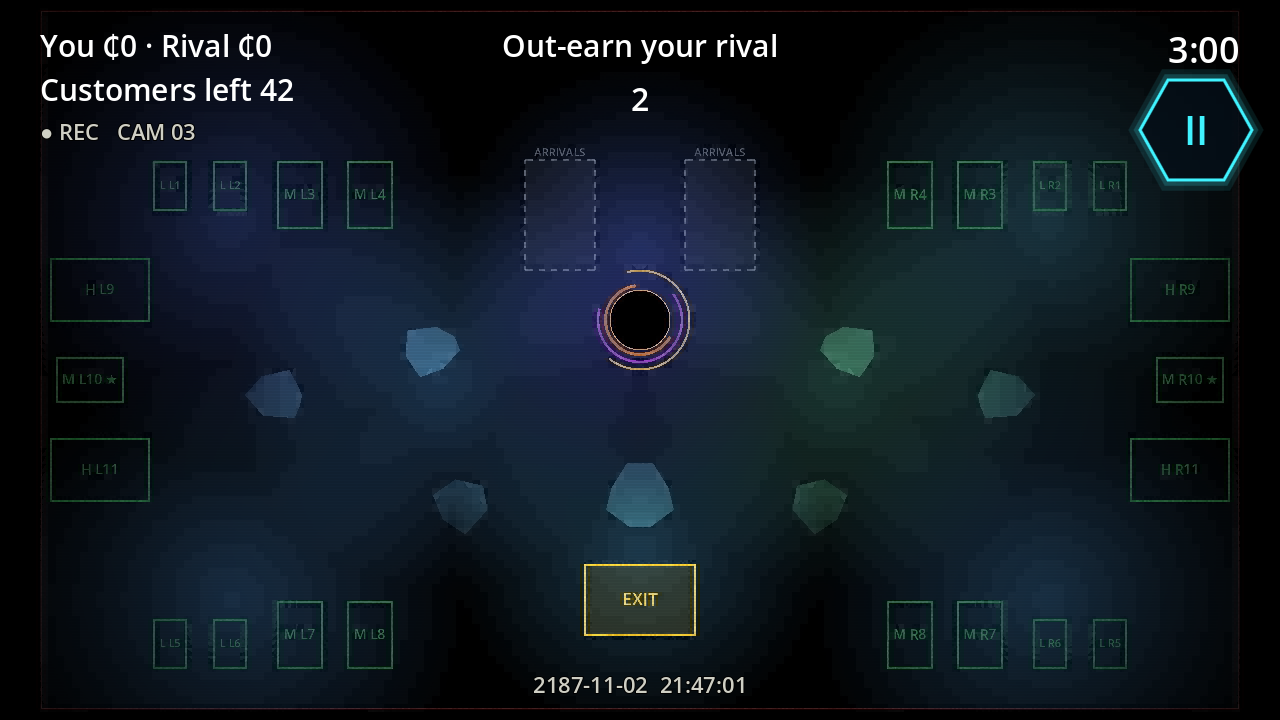 You ₵0 · Rival ₵0
Out-earn your rival
3:00
Customers left 42
2
● REC CAM 03
ARRIVALS
ARRIVALS
L L1
L L2
M L3
M L4
M R4
M R3
L R2
L R1
H L9
H R9
M L10 ★
M R10 ★
H L11
H R11
EXIT
L L5
L L6
M L7
M L8
M R8
M R7
L R6
L R5
2187-11-02 21:47:01